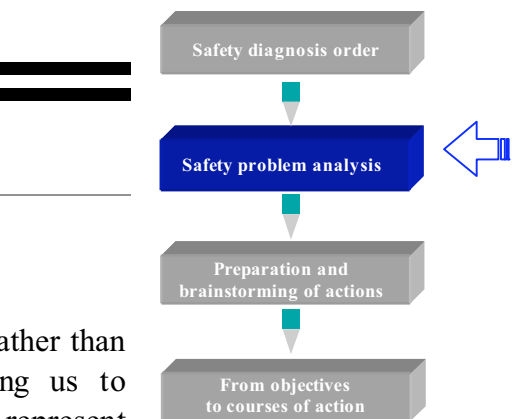 Safety diagnosis order
Safety problem analysis
Preparation and
brainstorming of actions
ather than
ng us to
represent
From objectives
to courses of action